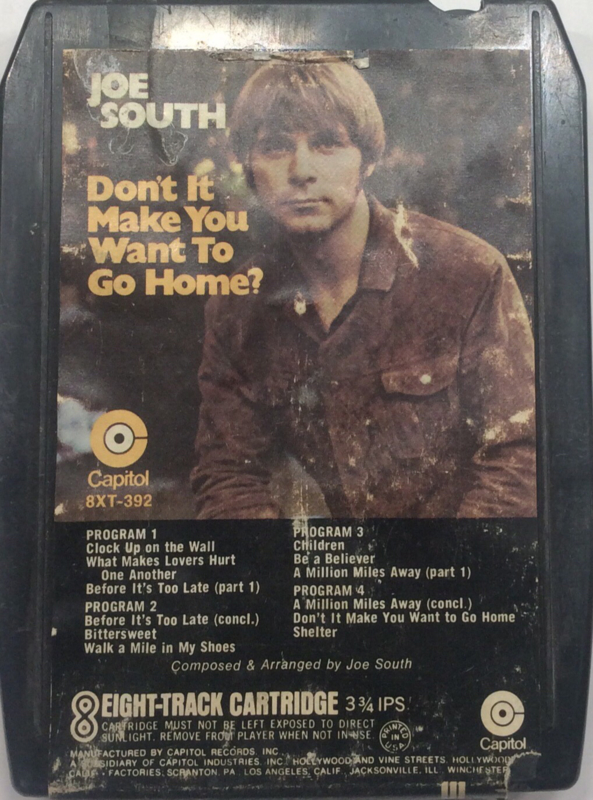 JOE
SOUTH
Don't It
Make You
Want To
Go Home?
Capitol
8XT-392
PROGRAM 1
Clock Up on the Wall
What Makes Lovers Hurt
One Another
Before It's Too Late (part 1)
PROGRAM 2
Before It's Too Late (concl.)
Bittersweet
Walk a Mile in My Shoes
PROGRAM 3
Children
Be a Believer
A Million Miles Away (part 1)
PROGRAM 4
A Million Miles Away (concl.)
Don't It Make You Want to Go Home
Shelter
Composed & Arranged by Joe South
8 EIGHT-TRACK CARTRIDGE 3 3/4 IPS.
CARTRIDGE MUST NOT BE LEFT EXPOSED TO DIRECT
SUNLIGHT. REMOVE FROM PLAYER WHEN NOT IN USE.
PRINTED IN U.S.A.
Capitol
MANUFACTURED BY CAPITOL RECORDS, INC.
A SUBSIDIARY OF CAPITOL INDUSTRIES, INC., HOLLYWOOD AND VINE STREETS, HOLLYWOOD,
CALIF. • FACTORIES: SCRANTON, PA., LOS ANGELES, CALIF., JACKSONVILLE, ILL., WINCHESTER,